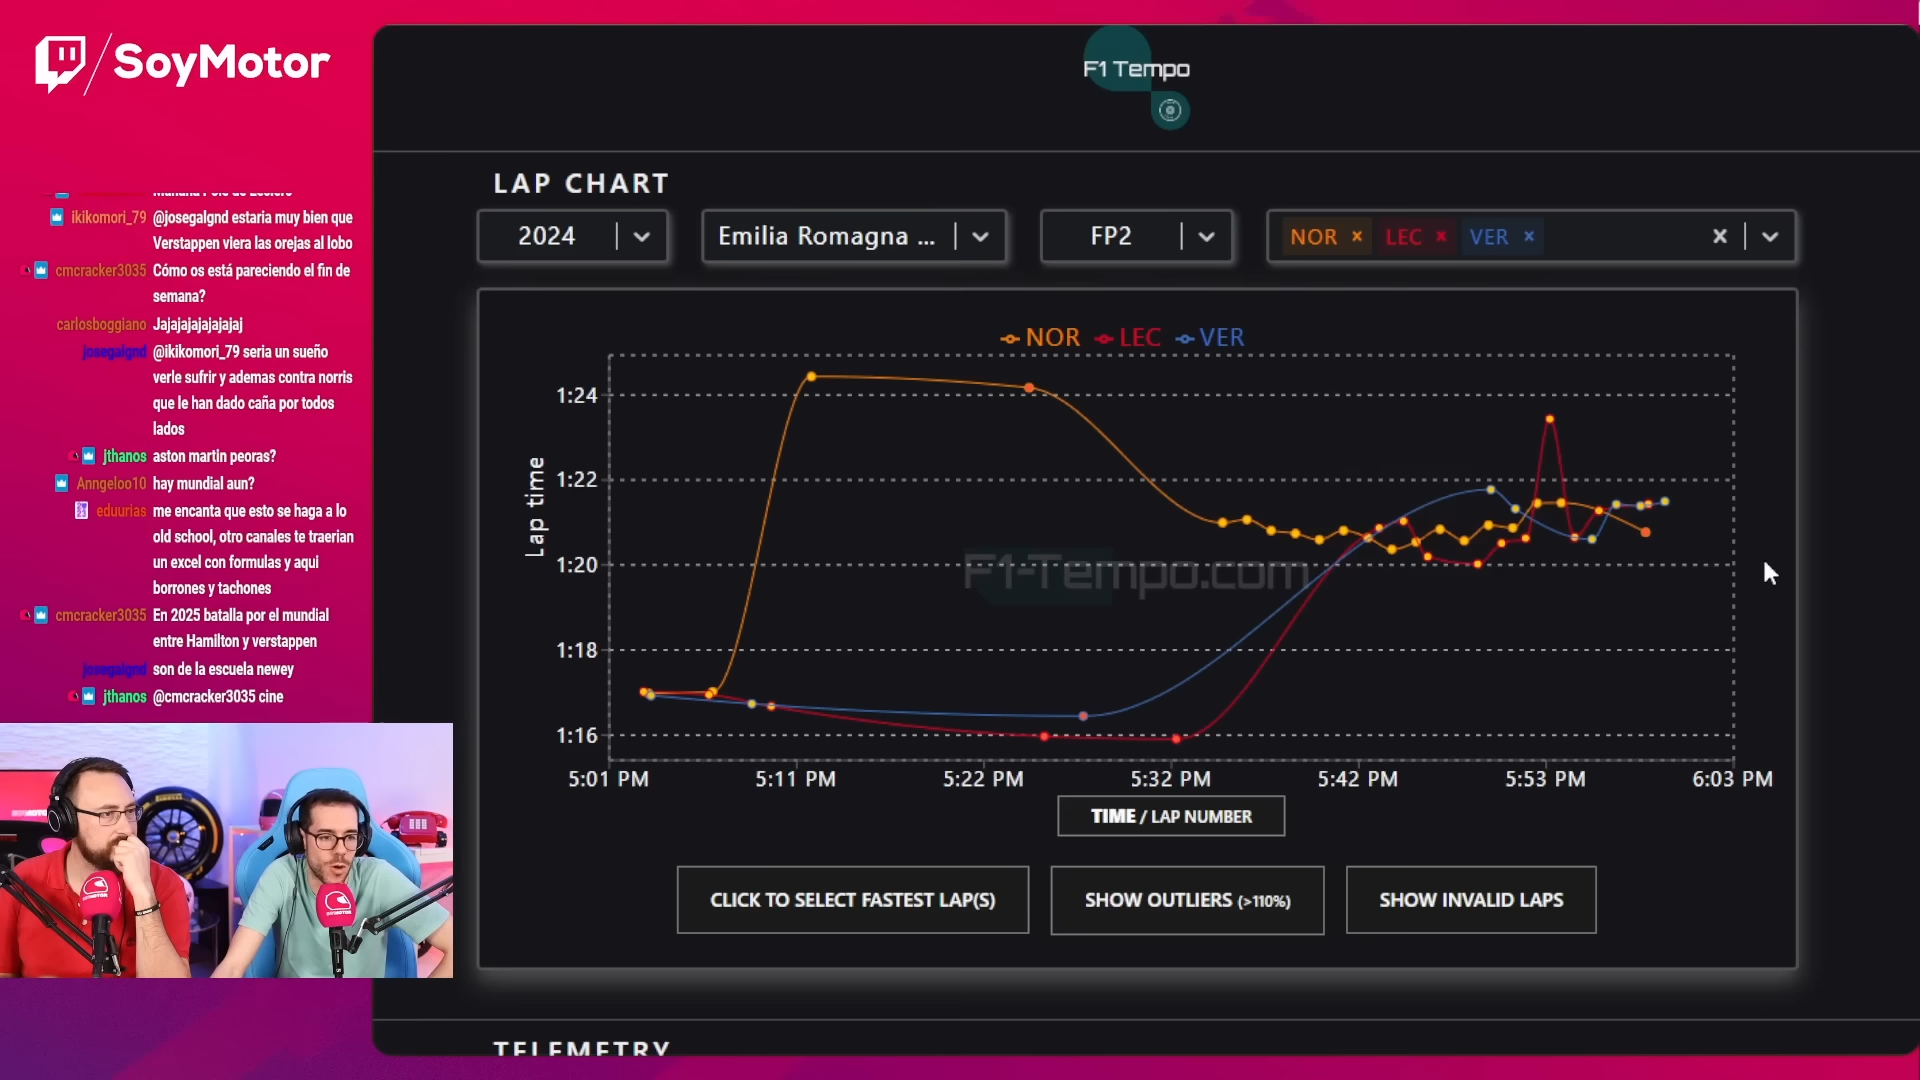 SoyMotor
ikikomori_79 @josegalgnd estaria muy bien que
Verstappen viera las orejas al lobo
cmcracker3035 Cómo os está pareciendo el fin de
semana?
carlosboggiano Jajajajajajajaj
josegalgnd @ikikomori_79 seria un sueño
verle sufrir y ademas contra norris
que le han dado caña por todos
lados
jthanos aston martin peoras?
Anngeloo10 hay mundial aun?
eduurias me encanta que esto se haga a lo
old school, otro canales te traerian
un excel con formulas y aqui
borrones y tachones
cmcracker3035 En 2025 batalla por el mundial
entre Hamilton y verstappen
josegalgnd son de la escuela newey
jthanos @cmcracker3035 cine
F1 Tempo
LAP CHART
2024
Emilia Romagna ...
FP2
NOR × LEC × VER ×
NOR LEC VER
Lap time
1:24
1:22
1:20
1:18
1:16
F1-Tempo.com
5:01 PM 5:11 PM 5:22 PM 5:32 PM 5:42 PM 5:53 PM 6:03 PM
TIME / LAP NUMBER
CLICK TO SELECT FASTEST LAP(S)
SHOW OUTLIERS (>110%)
SHOW INVALID LAPS
TELEMETRY